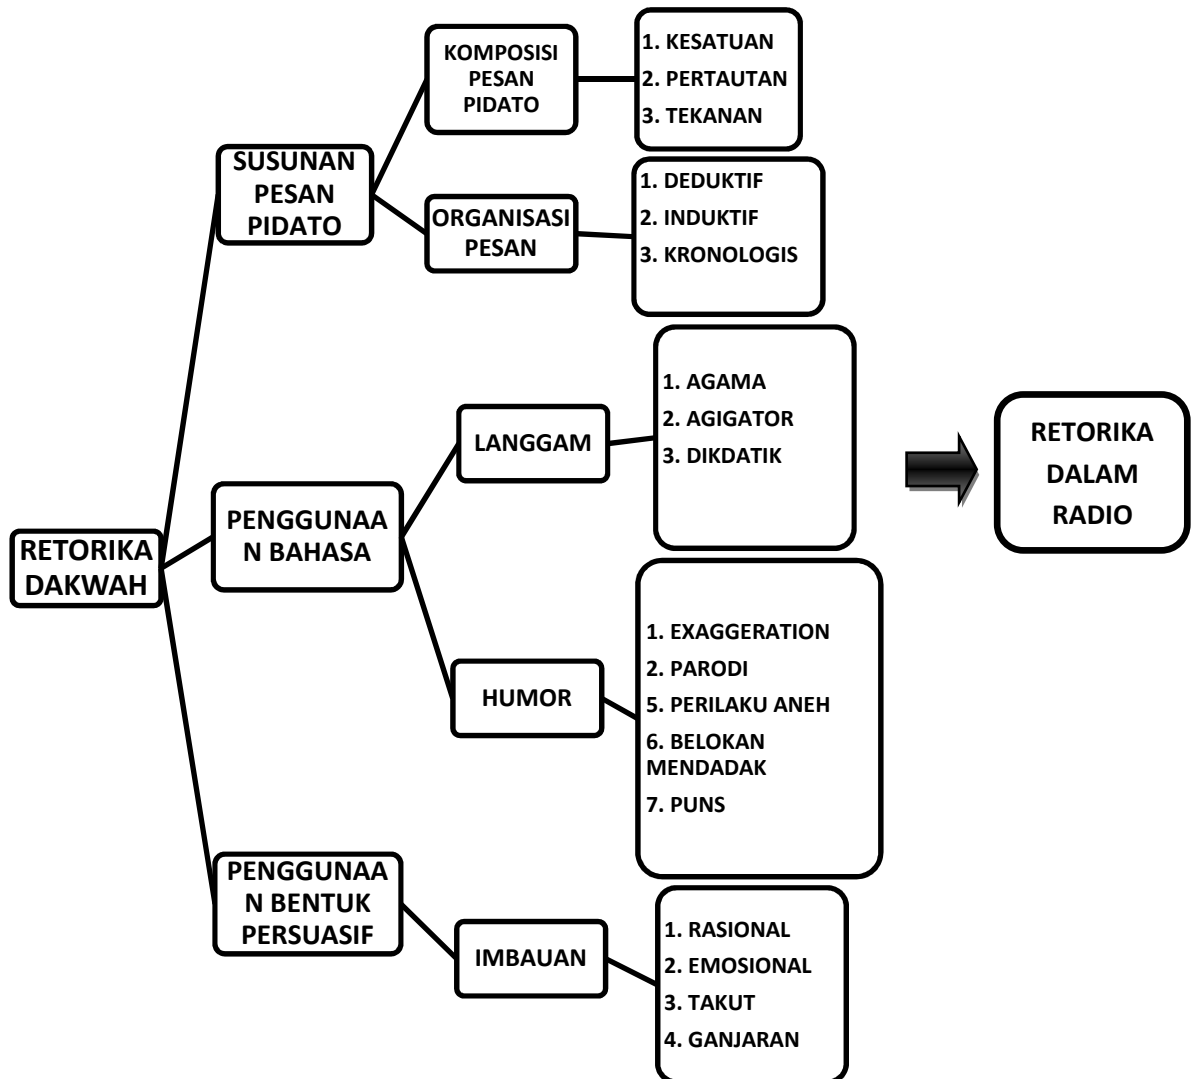 RETORIKA
DAKWAH
SUSUNAN
PESAN
PIDATO
KOMPOSISI
PESAN
PIDATO
1. KESATUAN
2. PERTAUTAN
3. TEKANAN
ORGANISASI
PESAN
1. DEDUKTIF
2. INDUKTIF
3. KRONOLOGIS
PENGGUNAA
N BAHASA
LANGGAM
1. AGAMA
2. AGIGATOR
3. DIKDATIK
HUMOR
1. EXAGGERATION
2. PARODI
5. PERILAKU ANEH
6. BELOKAN
MENDADAK
7. PUNS
PENGGUNAA
N BENTUK
PERSUASIF
IMBAUAN
1. RASIONAL
2. EMOSIONAL
3. TAKUT
4. GANJARAN
RETORIKA
DALAM
RADIO